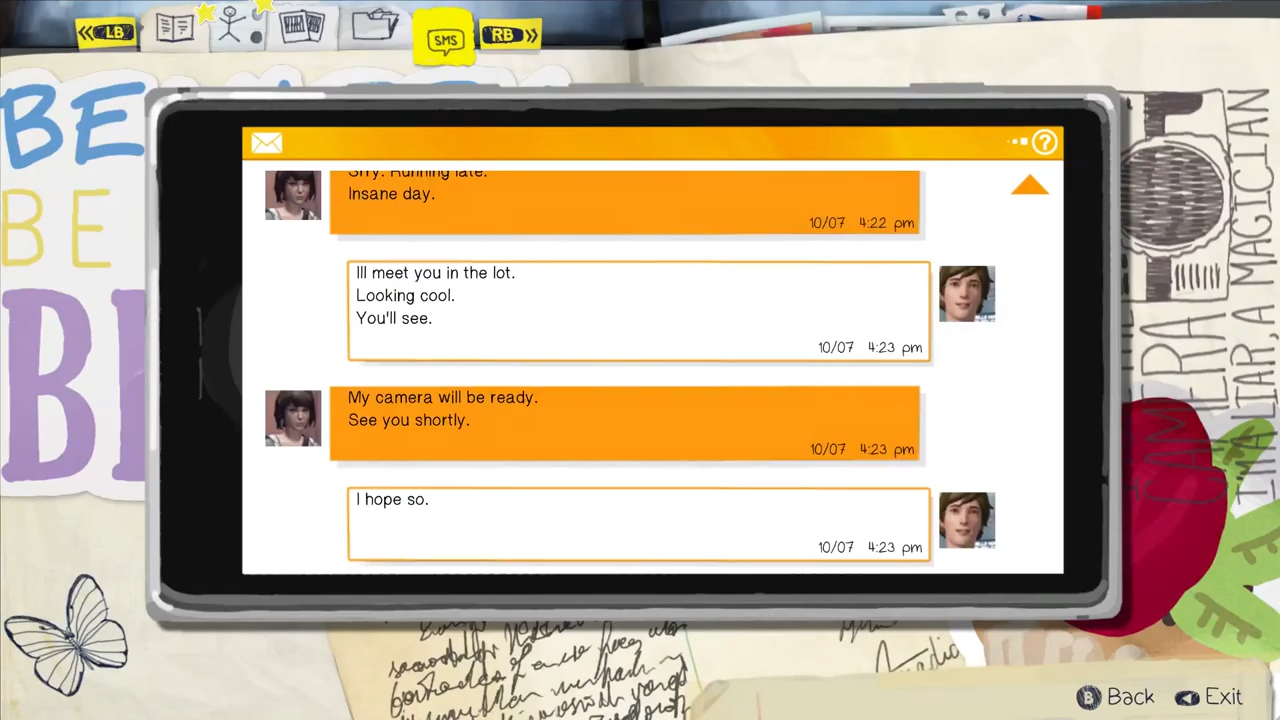 LB
SMS
RB
BE
BE
Srry. Running late.
Insane day.
10/07 4:22 pm
Ill meet you in the lot.
Looking cool.
You'll see.
10/07 4:23 pm
My camera will be ready.
See you shortly.
10/07 4:23 pm
I hope so.
10/07 4:23 pm
CAMERA
LIAR, A MAGICIAN
B Back
Exit